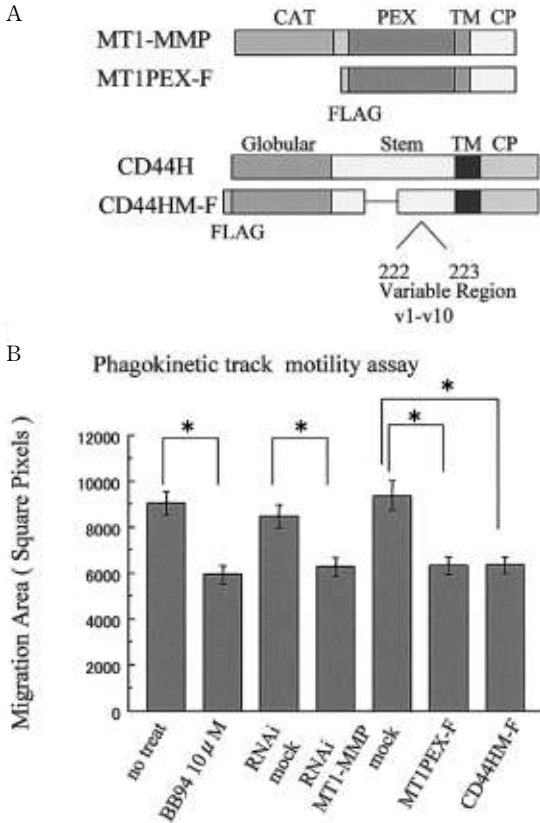 A
CAT PEX TM CP
MT1-MMP
MT1PEX-F
FLAG
Globular Stem TM CP
CD44H
CD44HM-F
FLAG
222 223
Variable Region
v1-v10
B
Phagokinetic track motility assay
* * * *
Migration Area ( Square Pixels )
12000
10000
8000
6000
4000
2000
0
no treat
BB94 10 μ M
RNAi
mock
RNAi
MT1-MMP
mock
MT1PEX-F
CD44HM-F